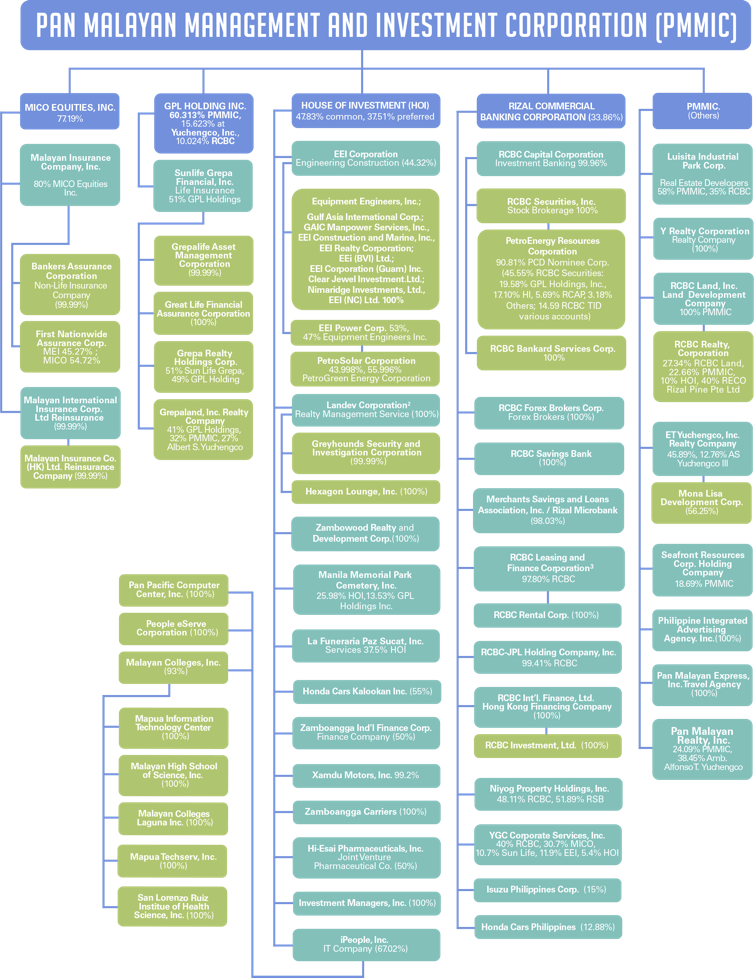 PAN MALAYAN MANAGEMENT AND INVESTMENT CORPORATION (PMMIC)
MICO EQUITIES, INC.
77.19%
Malayan Insurance
Company, Inc.
80% MICO Equities
Inc.
Bankers Assurance
Corporation
Non-Life Insurance
Company
(99.99%)
First Nationwide
Assurance Corp.
MEI 45.27% ;
MICO 54.72%
Malayan International
Insurance Corp.
Ltd Reinsurance
(99.99%)
Malayan Insurance Co.
(HK) Ltd. Reinsurance
Company (99.99%)
GPL HOLDING INC.
60.313% PMMIC,
15.623% at
Yuchengco, Inc.,
10.024% RCBC
Sunlife Grepa
Financial, Inc.
Life Insurance
51% GPL Holdings
Grepalife Asset
Management
Corporation
(99.99%)
Great Life Financial
Assurance Corporation
(100%)
Grepa Realty
Holdings Corp.
51% Sun Life Grepa,
49% GPL Holding
Grepaland, Inc. Realty
Company
41% GPL Holdings,
32% PMMIC, 27%
Albert S. Yuchengco
Pan Pacific Computer
Center, Inc. (100%)
People eServe
Corporation (100%)
Malayan Colleges, Inc.
(93%)
Mapua Information
Technology Center
(100%)
Malayan High School
of Science, Inc.
(100%)
Malayan Colleges
Laguna Inc. (100%)
Mapua Techserv, Inc.
(100%)
San Lorenzo Ruiz
Institue of Health
Science, Inc. (100%)
HOUSE OF INVESTMENT (HOI)
47.83% common, 37.51% preferred
EEI Corporation
Engineering Construction (44.32%)
Equipment Engineers, Inc.;
Gulf Asia International Corp.;
GAIC Manpower Services, Inc.,
EEI Construction and Marine, Inc.,
EEI Realty Corporation;
EEi (BVI) Ltd.;
EEI Corporation (Guam) Inc.
Clear Jewel Investment.Ltd.;
Nimaridge Investments, Ltd.,
EEI (NC) Ltd. 100%
EEI Power Corp. 53%,
47% Equipment Engineers Inc.
PetroSolar Corporation
43.998%, 55.996%
PetroGreen Energy Corporation
Landev Corporation³
Realty Management Service (100%)
Greyhounds Security and
Investigation Corporation
(99.99%)
Hexagon Lounge, Inc. (100%)
Zambowood Realty and
Development Corp.(100%)
Manila Memorial Park
Cemetery, Inc.
25.98% HOI,13.53% GPL
Holdings Inc.
La Funeraria Paz Sucat, Inc.
Services 37.5% HOI
Honda Cars Kalookan Inc. (55%)
Zamboangga Ind'l Finance Corp.
Finance Company (50%)
Xamdu Motors, Inc. 99.2%
Zamboangga Carriers (100%)
Hi-Esai Pharmaceuticals, Inc.
Joint Venture
Pharmaceutical Co. (50%)
Investment Managers, Inc. (100%)
iPeople, Inc.
IT Company (67.02%)
RIZAL COMMERCIAL
BANKING CORPORATION (33.86%)
RCBC Capital Corporation
Investment Banking 99.96%
RCBC Securities, Inc.
Stock Brokerage 100%
PetroEnergy Resources
Corporation
90.81% PCD Nominee Corp.
(45.55% RCBC Securities:
19.58% GPL Holdings, Inc.,
17.10% HI, 5.69% RCAP, 3.18%
Others; 14.59 RCBC TID
various accounts)
RCBC Bankard Services Corp.
100%
RCBC Forex Brokers Corp.
Forex Brokers (100%)
RCBC Savings Bank
(100%)
Merchants Savings and Loans
Association, Inc. / Rizal Microbank
(98.03%)
RCBC Leasing and
Finance Corporation³
97.80% RCBC
RCBC Rental Corp. (100%)
RCBC-JPL Holding Company, Inc.
99.41% RCBC
RCBC Int'l. Finance, Ltd.
Hong Kong Financing Company
(100%)
RCBC Investment, Ltd. (100%)
Niyog Property Holdings, Inc.
48.11% RCBC, 51.89% RSB
YGC Corporate Services, Inc.
40% RCBC, 30.7% MICO,
10.7% Sun Life, 11.9% EEI, 5.4% HOI
Isuzu Philippines Corp. (15%)
Honda Cars Philippines (12.88%)
PMMIC.
(Others)
Luisita Industrial
Park Corp.
Real Estate Developers
58% PMMIC, 35% RCBC
Y Realty Corporation
Realty Company
(100%)
RCBC Land, Inc.
Land Development
Company
100% PMMIC
RCBC Realty,
Corporation
27.34% RCBC Land,
22.66% PMMIC,
10% HOI, 40% RECO
Rizal Pine Pte Ltd
ET Yuchengco, Inc.
Realty Company
45.89%, 12.76% AS
Yuchengco III
Mona Lisa
Development Corp.
(56.25%)
Seafront Resources
Corp. Holding
Company
18.69% PMMIC
Philippine Integrated
Advertising
Agency. Inc.(100%)
Pan Malayan Express,
Inc.Travel Agency
(100%)
Pan Malayan
Realty, Inc.
24.09% PMMIC,
38.45% Amb.
Alfonso T. Yuchengco